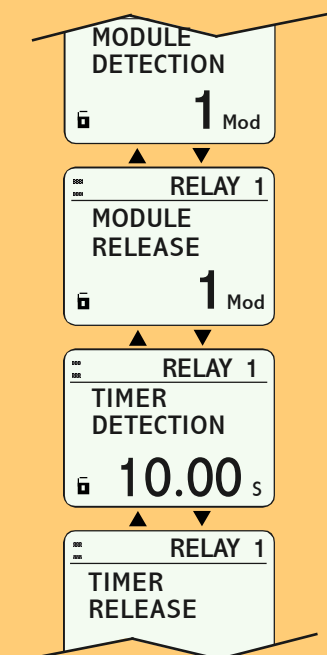 MODULE
DETECTION
1 Mod
RELAY 1
MODULE
RELEASE
1 Mod
RELAY 1
TIMER
DETECTION
10.00 s
RELAY 1
TIMER
RELEASE